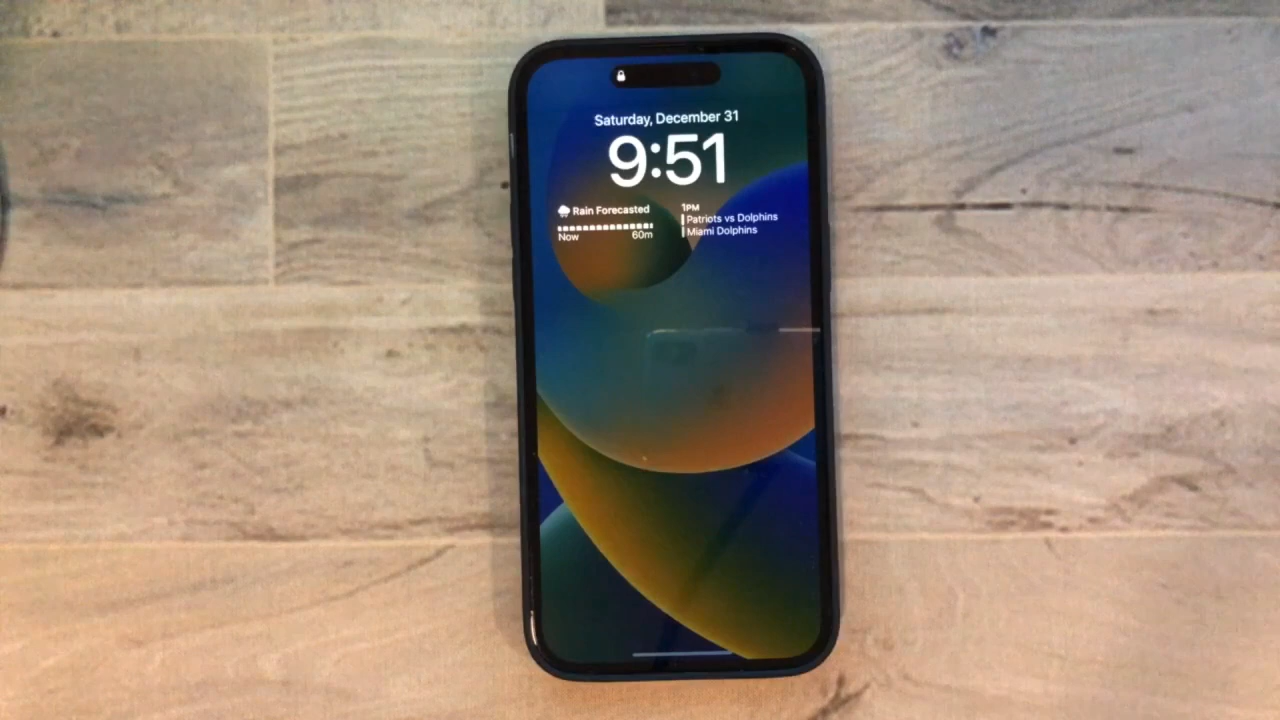 Saturday, December 31
9:51
Rain Forecasted
Now 60m
1PM
Patriots vs Dolphins
Miami Dolphins